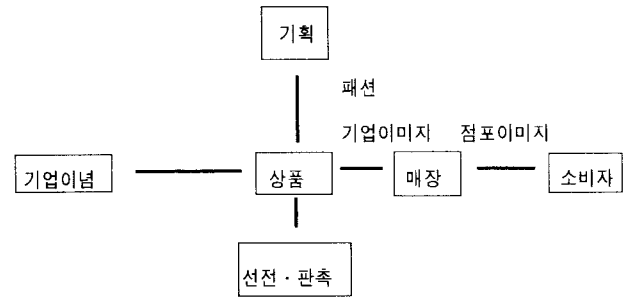 기획
패션
기업이미지 점포이미지
기업이념 상품 매장 소비자
선전·판촉